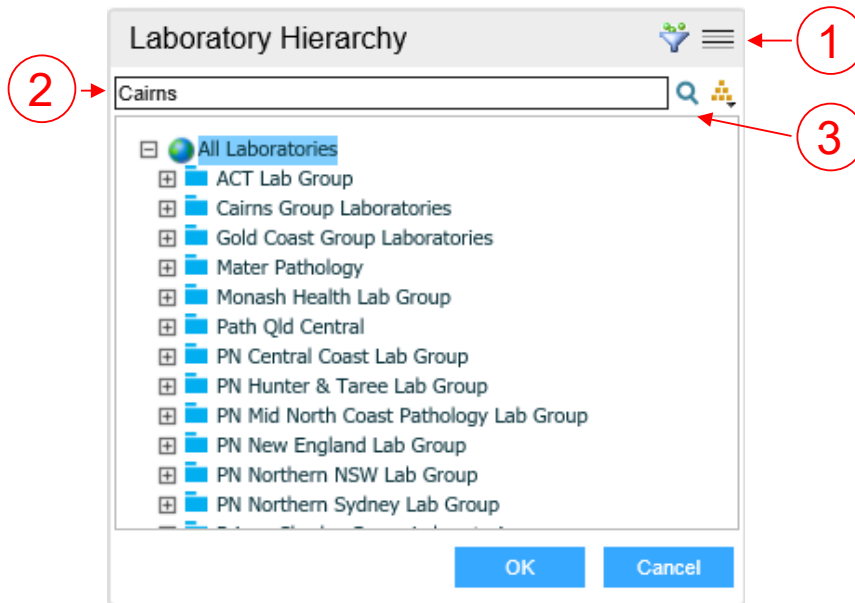 Laboratory Hierarchy
1
2
Cairns
3
All Laboratories
ACT Lab Group
Cairns Group Laboratories
Gold Coast Group Laboratories
Mater Pathology
Monash Health Lab Group
Path Qld Central
PN Central Coast Lab Group
PN Hunter & Taree Lab Group
PN Mid North Coast Pathology Lab Group
PN New England Lab Group
PN Northern NSW Lab Group
PN Northern Sydney Lab Group
OK
Cancel